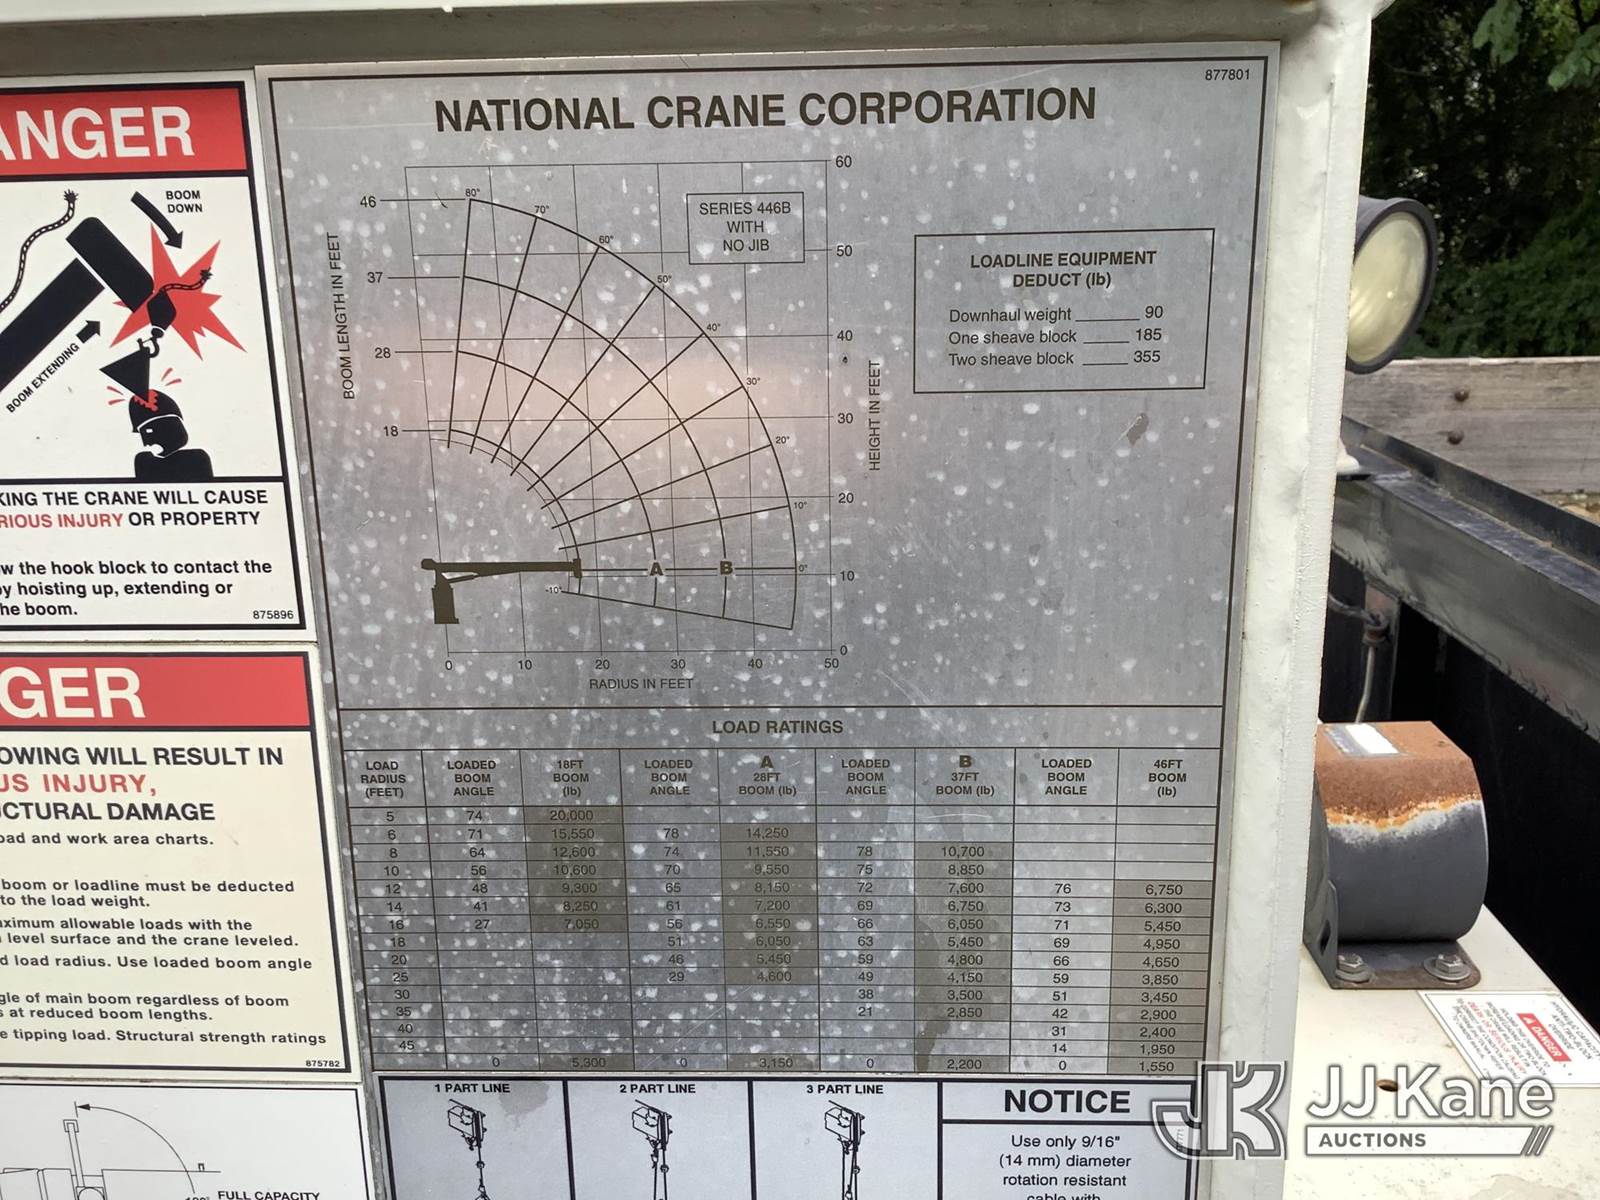 877801
NATIONAL CRANE CORPORATION
SERIES 446B
WITH
NO JIB
LOADLINE EQUIPMENT
DEDUCT (lb)
Downhaul weight ______ 90
One sheave block ______ 185
Two sheave block ______ 355
BOOM LENGTH IN FEET
46
37
28
18
80°
70°
60°
50°
40°
30°
20°
10°
0°
-10°
A B
60
50
40
30
20
10
0
HEIGHT IN FEET
0 10 20 30 40 50
RADIUS IN FEET
LOAD RATINGS
LOAD RADIUS (FEET) LOADED BOOM ANGLE 18FT BOOM (lb) LOADED BOOM ANGLE A 28FT BOOM (lb) LOADED BOOM ANGLE B 37FT BOOM (lb) LOADED BOOM ANGLE 46FT BOOM (lb)
5 74 20,000
6 71 15,550 78 14,250
8 64 12,600 74 11,550 78 10,700
10 56 10,600 70 9,550 75 8,850
12 48 9,300 65 8,150 72 7,600 76 6,750
14 41 8,250 61 7,200 69 6,750 73 6,300
16 27 7,050 56 6,550 66 6,050 71 5,450
18 51 6,050 63 5,450 69 4,950
20 46 5,450 59 4,800 66 4,650
25 29 4,600 49 4,150 59 3,850
30 38 3,500 51 3,450
35 21 2,850 42 2,900
40 31 2,400
45 14 1,950
0 5,300 0 3,150 0 2,200 0 1,550
1 PART LINE
2 PART LINE
3 PART LINE
NOTICE
Use only 9/16"
(14 mm) diameter
rotation resistant
cable with
ANGER
BOOM
DOWN
BOOM EXTENDING
KING THE CRANE WILL CAUSE
RIOUS INJURY OR PROPERTY
w the hook block to contact the
by hoisting up, extending or
he boom.
875896
GER
OWING WILL RESULT IN
US INJURY,
UCTURAL DAMAGE
oad and work area charts.
boom or loadline must be deducted
to the load weight.
aximum allowable loads with the
level surface and the crane leveled.
d load radius. Use loaded boom angle
gle of main boom regardless of boom
s at reduced boom lengths.
e tipping load. Structural strength ratings
875782
FULL CAPACITY
DANGER
JJ Kane
AUCTIONS